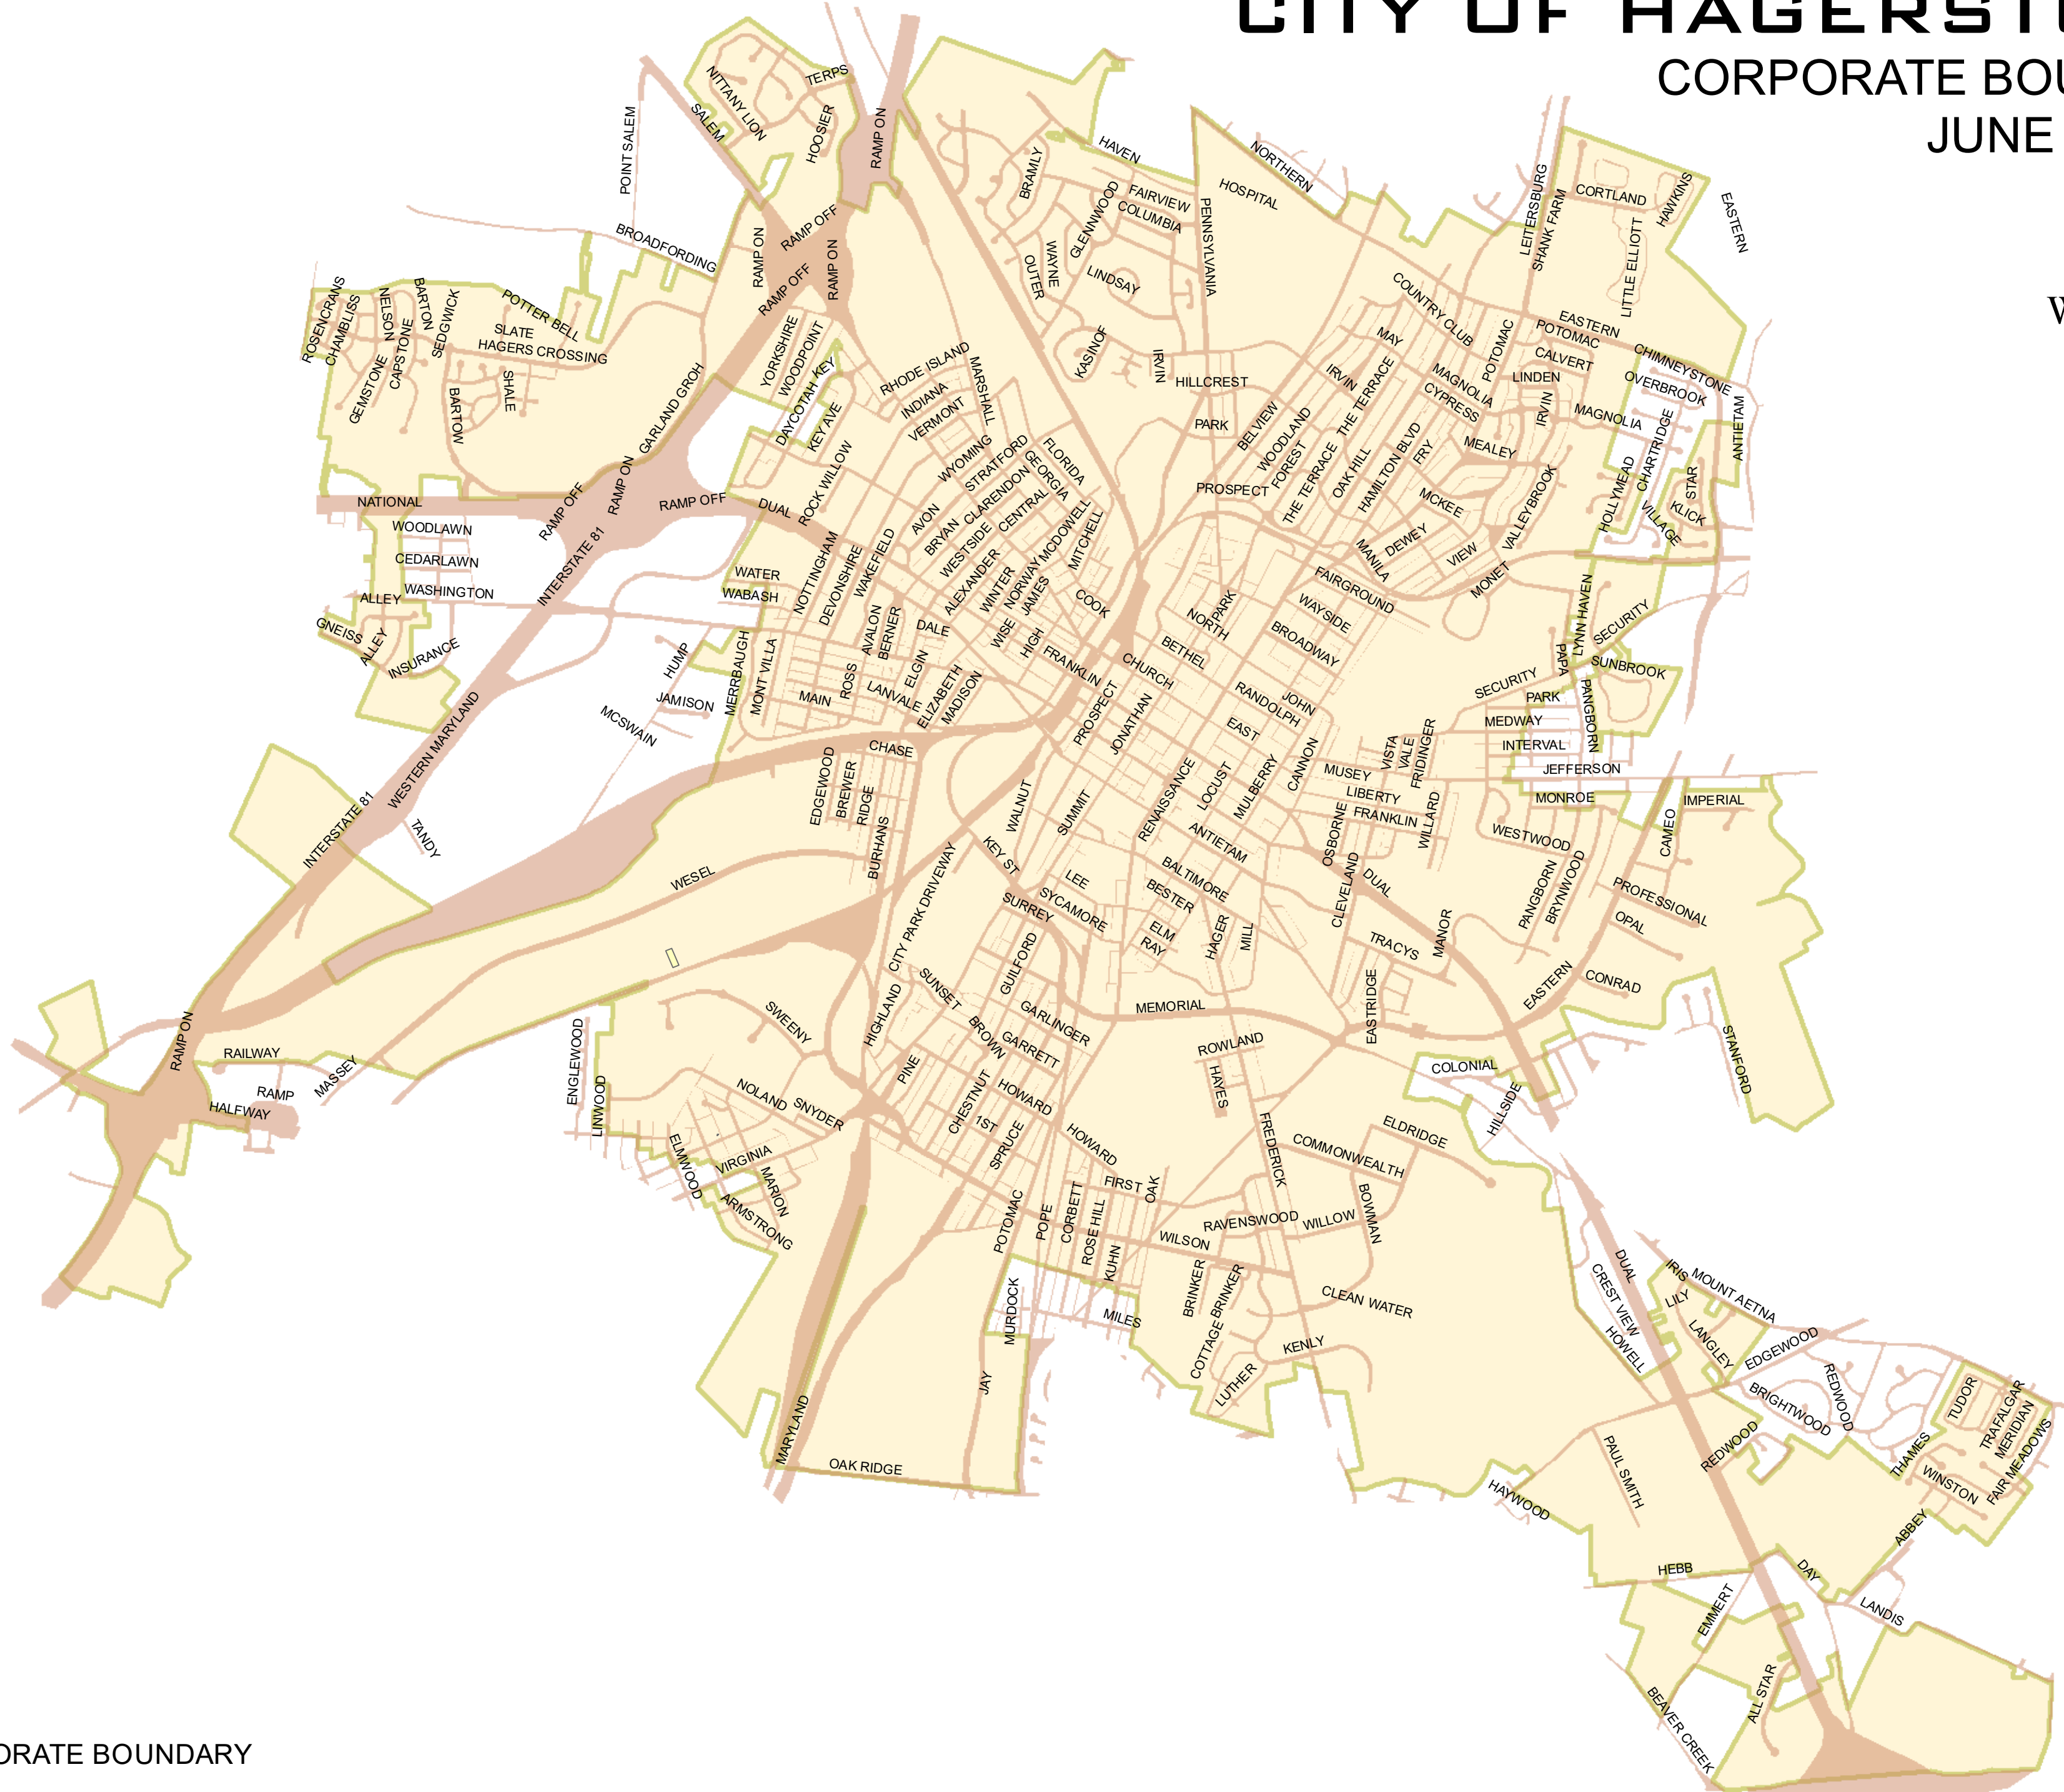 CITY OF HAGERST
CORPORATE BOU
JUNE
W
TERPS
NITTANY LION
SALEM
HOOSIER
RAMP ON
POINT SALEM
BROADFORDING
RAMP OFF
RAMP ON
RAMP ON
RAMP OFF
HAVEN
BRAMLY
FAIRVIEW
COLUMBIA
GLENNWOOD
WAYNE
OUTER
LINDSAY
KASINOF
PENNSYLVANIA
HOSPITAL
NORTHERN
LEITERSBURG
SHANK FARM
CORTLAND
HAWKINS
LITTLE ELLIOTT
EASTERN
ROSENCRANS
CHAMBLISS
NEILSON
BARTON
CAPSTONE
GEMSTONE
SEDGWICK
POTTER BELL
SLATE
HAGERS CROSSING
SHALE
BARTOW
GARLAND GROH
YORKSHIRE
WOODPOINT
DAYCOTAH
KEY
KEY AVE
RHODE ISLAND
INDIANA
VERMONT
MARSHALL
IRVIN
HILLCREST
PARK
COUNTRY CLUB
MAY
IRVIN
THE TERRACE
MAGNOLIA
CYPRESS
POTOMAC
EASTERN
POTOMAC
CALVERT
LINDEN
IRVIN
CHIMNEYSTONE
OVERBROOK
MAGNOLIA
ANTIETAM
CHARTRIDGE
HOLLYMEAD
STAR
KLICK
VILLAGE
BELVIEW
WOODLAND
FOREST
THE TERRACE
OAK HILL
HAMILTON BLVD
FRY
MEALEY
MCKEE
VALLEYBROOK
DEWEY
VIEW
MONET
MANILA
FAIRGROUND
WAYSIDE
BROADWAY
PROSPECT
NATIONAL
WOODLAWN
CEDARLAWN
WASHINGTON
ALLEY
GNEISS
ALLEY
INSURANCE
RAMP OFF
RAMP ON
RAMP OFF
INTERSTATE 81
DUAL
ROCK WILLOW
WYOMING
STRATFORD
FLORIDA
GEORGIA
CLARENDON
CENTRAL
AVON
BRYAN
WESTSIDE
MCDOWELL
MITCHELL
NORWAY
ALEXANDER
WINTER
JAMES
WISE
HIGH
COOK
WATER
WABASH
NOTTINGHAM
DEVONSHIRE
WAKEFIELD
AVALON
BERNER
DALE
ELGIN
ELIZABETH
MADISON
LANVALE
ROSS
MAIN
MERRBAUGH
MONT VILLA
HUMP
JAMISON
MCSWAIN
FRANKLIN
CHURCH
BETHEL
NORTH
PARK
PROSPECT
JONATHAN
RANDOLPH
JOHN
EAST
LYNN HAVEN
SECURITY
PAPA
SUNBROOK
SECURITY
PARK
PANGBORN
MEDWAY
INTERVAL
JEFFERSON
MONROE
IMPERIAL
CAMEO
WESTWOOD
PANGBORN
BRYNWOOD
PROFESSIONAL
OPAL
CONRAD
EASTERN
STANFORD
VISTA
VALE
FRIDINGER
MUSEY
LIBERTY
FRANKLIN
WILLARD
OSBORNE
CLEVELAND
CANNON
MULBERRY
LOCUST
RENAISSANCE
ANTIETAM
BALTIMORE
BESTER
ELM
RAY
HAGER
MILL
DUAL
TRACYS
MANOR
EASTRIDGE
WESTERN MARYLAND
INTERSTATE 81
TANDY
CHASE
EDGEWOOD
BREWER
RIDGE
BURHANS
WESEL
CITY PARK DRIVEWAY
WALNUT
SUMMIT
KEY ST
LEE
SYCAMORE
SURREY
GUILFORD
SUNSET
HIGHLAND
SWEENY
GARLINGER
GARRETT
BROWN
PINE
CHESTNUT
HOWARD
1ST
SPRUCE
HOWARD
MEMORIAL
ROWLAND
HAYES
FREDERICK
COLONIAL
HILLSIDE
ELDRIDGE
COMMONWEALTH
BOWMAN
RAMP ON
RAILWAY
RAMP
MASSEY
HALFWAY
ENGLEWOOD
LINWOOD
NOLAND
SNYDER
ELMWOOD
VIRGINIA
MARION
ARMSTRONG
POTOMAC
POPE
CORBETT
ROSE HILL
KUHN
FIRST
OAK
WILSON
RAVENSWOOD
WILLOW
BRINKER
BRINKER
COTTAGE
LUTHER
KENLY
CLEAN WATER
MURDOCK
MILES
JAY
MARYLAND
OAK RIDGE
DUAL
CREST VIEW
HOWELL
IRIS
MOUNT AETNA
LILY
LANGLEY
EDGEWOOD
REDWOOD
BRIGHTWOOD
REDWOOD
TUDOR
TRAFALGAR
MERIDIAN
FAIR MEADOWS
THAMES
WINSTON
ABBEY
PAUL SMITH
HAYWOOD
HEBB
DAY
LANDIS
EMMERT
ALL STAR
BEAVER CREEK
ORATE BOUNDARY